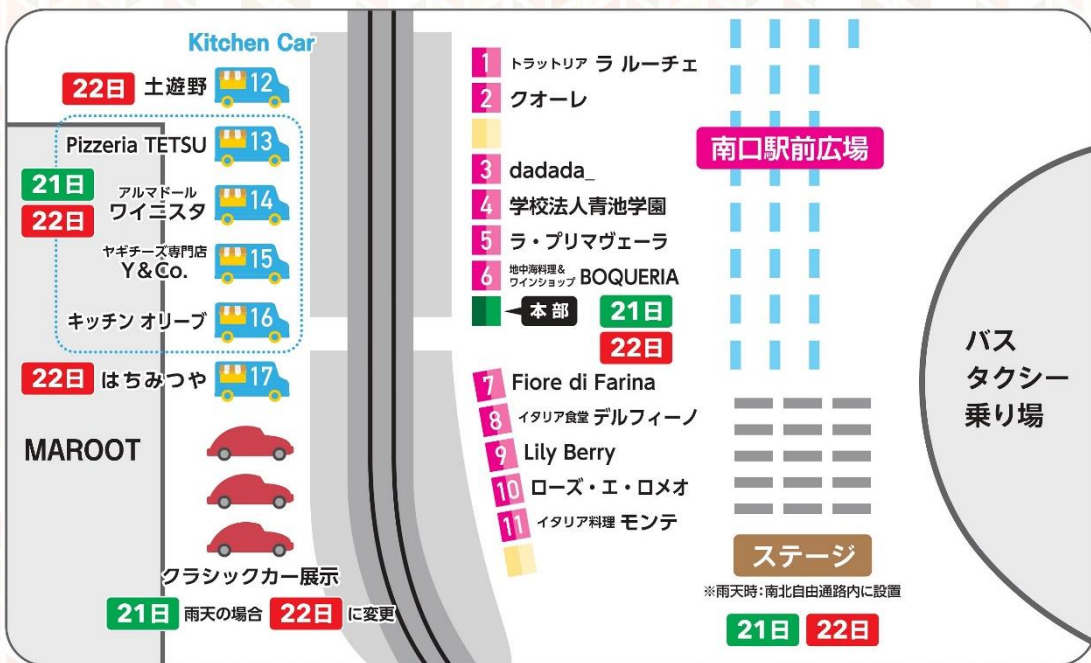 Kitchen Car
22日 土遊野 12
Pizzeria TETSU 13
21日
22日
アルマドール
ワイニスタ 14
ヤギチーズ専門店
Y&Co. 15
キッチン オリーブ 16
22日 はちみつや 17
MAROOT
クラシックカー展示
21日 雨天の場合 22日 に変更
1 トラットリア ラ ルーチェ
2 クオーレ
3 dadada_
4 学校法人青池学園
5 ラ・プリマヴェーラ
6 地中海料理&
ワインショップ BOQUERIA
本部 21日
22日
7 Fiore di Farina
8 イタリア食堂 デルフィーノ
9 Lily Berry
10 ローズ・エ・ロメオ
11 イタリア料理 モンテ
南口駅前広場
ステージ
※雨天時:南北自由通路内に設置
21日 22日
バス
タクシー
乗り場